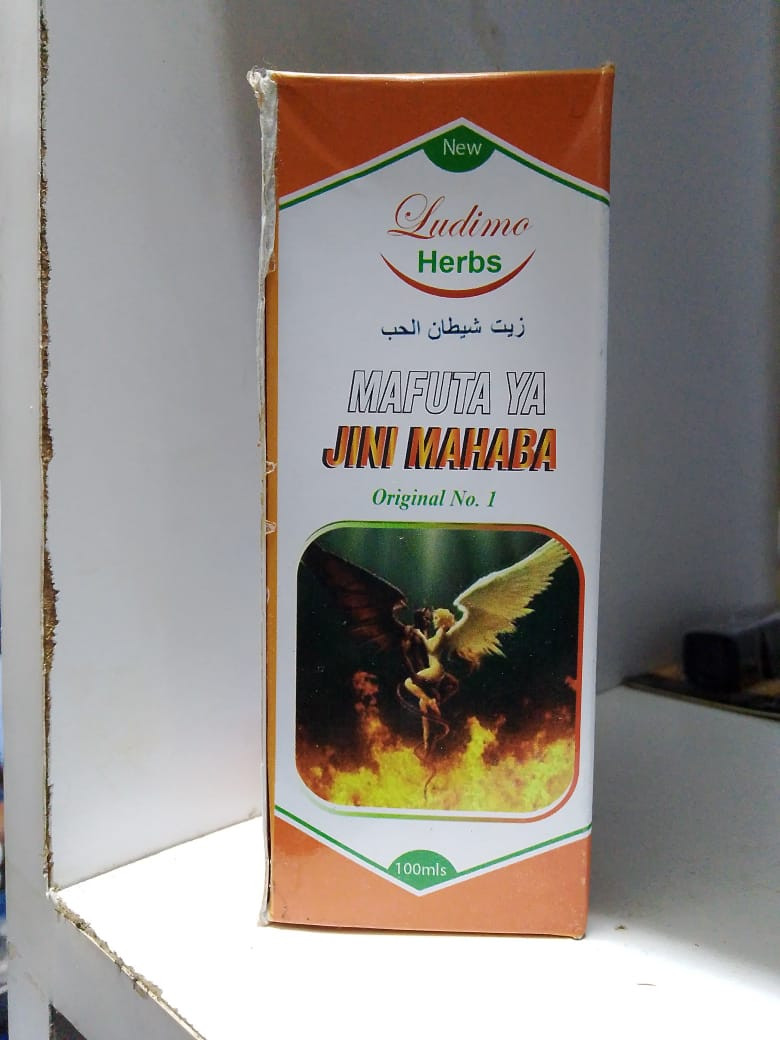 New
Ludimo
Herbs
زيت شيطان الحب
MAFUTA YA
JINI MAHABA
Original No. 1
100mls